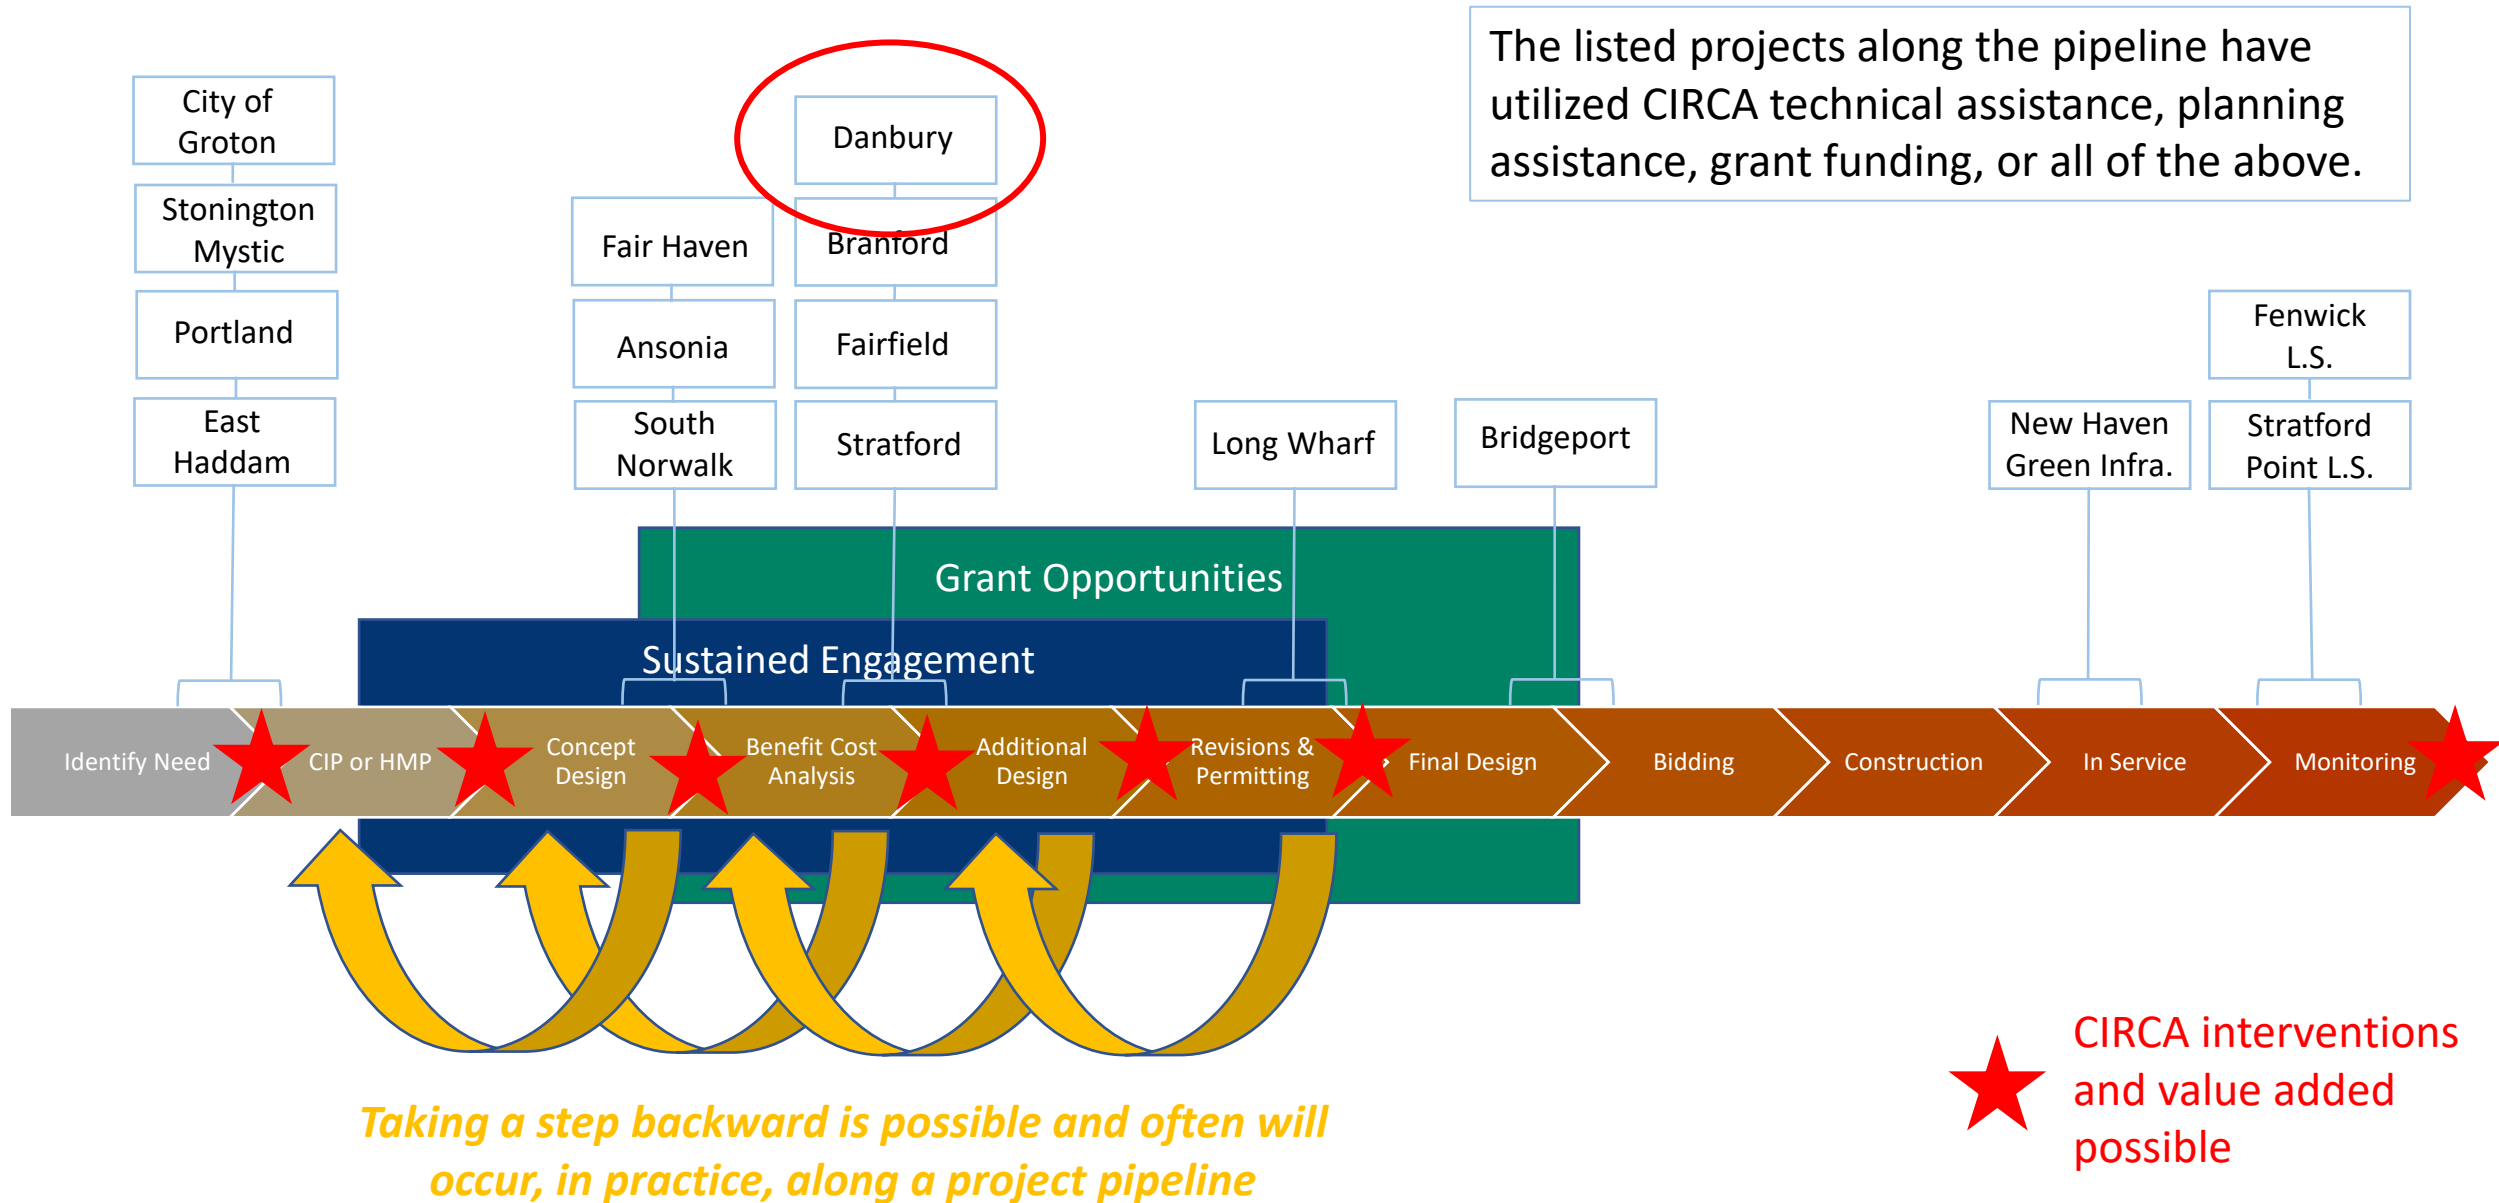 The listed projects along the pipeline have
utilized CIRCA technical assistance, planning
assistance, grant funding, or all of the above.
City of
Groton
Stonington
Mystic
Portland
East
Haddam
Fair Haven
Ansonia
South
Norwalk
Danbury
Branford
Fairfield
Stratford
Long Wharf
Bridgeport
New Haven
Green Infra.
Fenwick
L.S.
Stratford
Point L.S.
Grant Opportunities
Sustained Engagement
Identify Need
CIP or HMP
Concept
Design
Benefit Cost
Analysis
Additional
Design
Revisions &
Permitting
Final Design
Bidding
Construction
In Service
Monitoring
Taking a step backward is possible and often will
occur, in practice, along a project pipeline
CIRCA interventions
and value added
possible